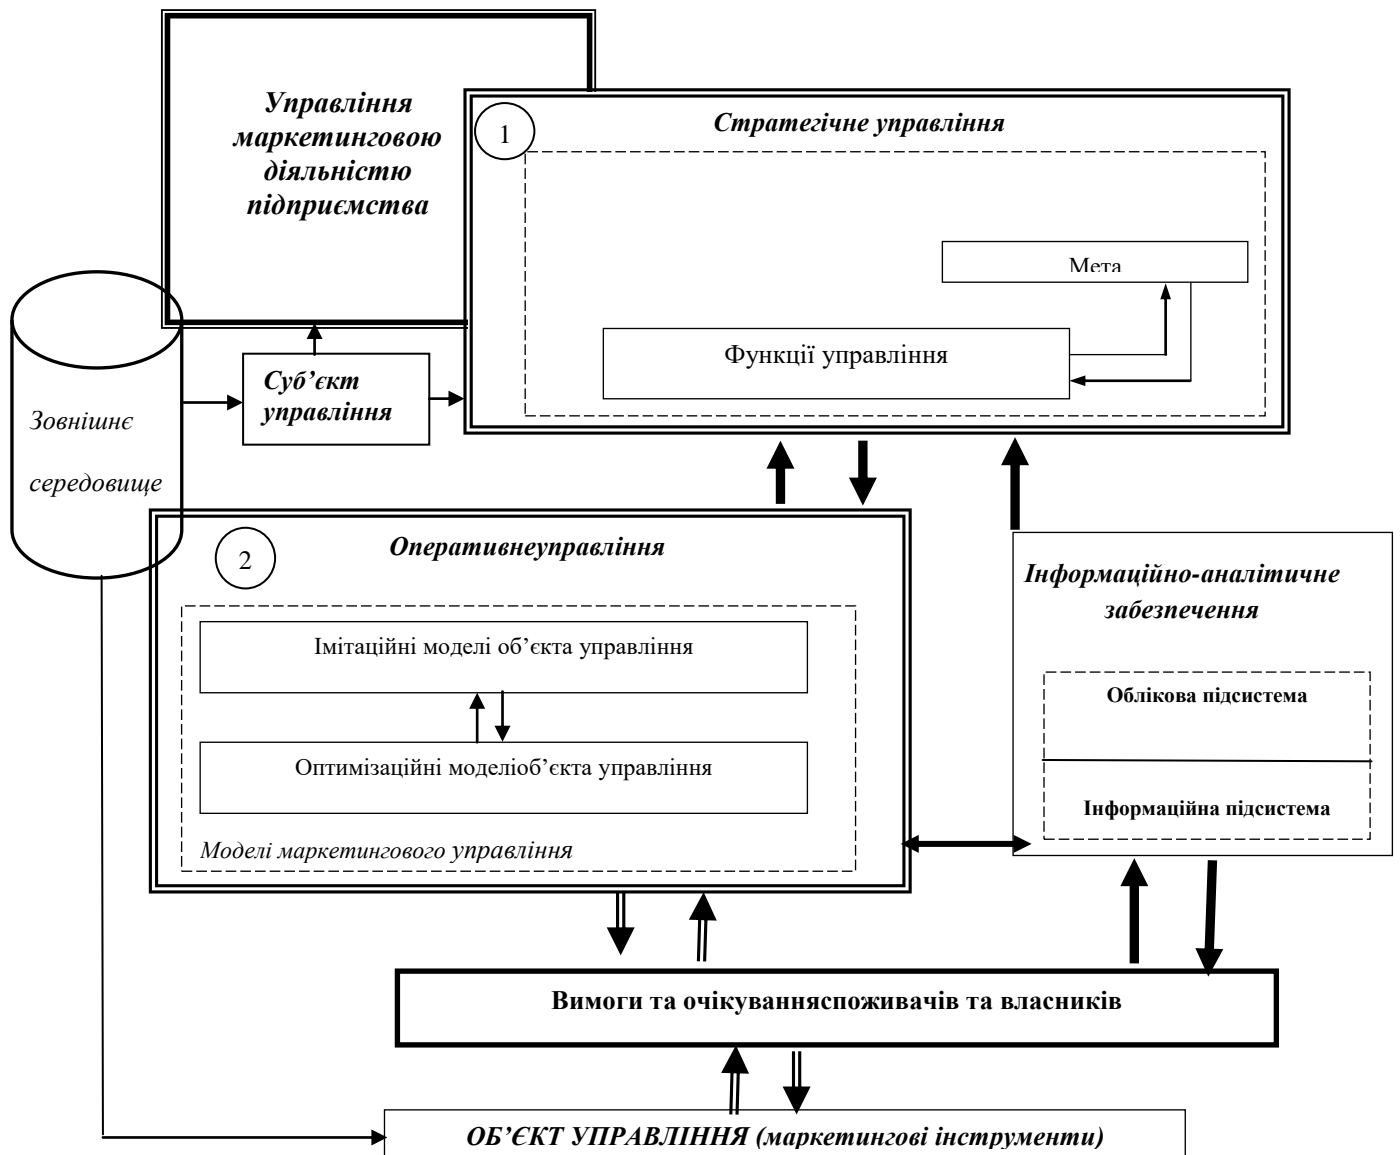 Управління
маркетинговою
діяльністю
підприємства
1
Стратегічне управління
Мета
Функції управління
Суб’єкт
управління
Зовнішнє
середовище
2
Оперативнеуправління
Імітаційні моделі об’єкта управління
Оптимізаційні моделіоб’єкта управління
Моделі маркетингового управління
Інформаційно-аналітичне
забезпечення
Облікова підсистема
Інформаційна підсистема
Вимоги та очікуванняспоживачів та власників
ОБ’ЄКТ УПРАВЛІННЯ (маркетингові інструменти)